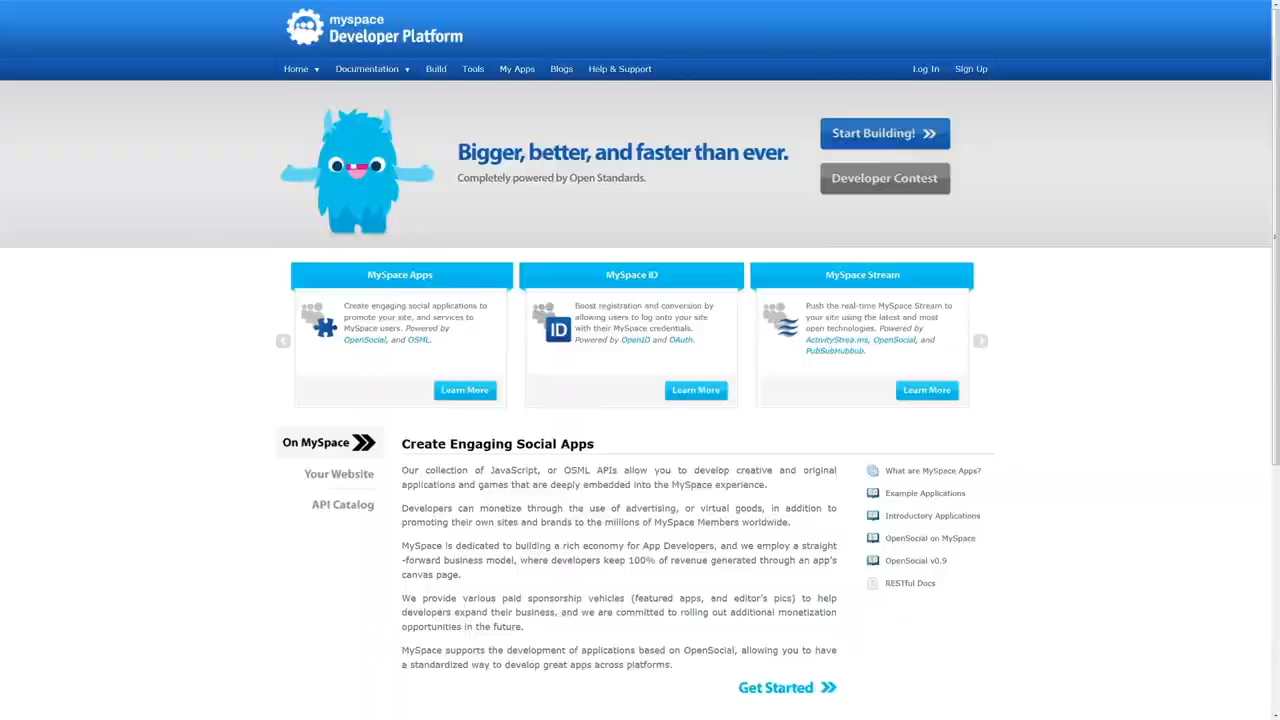 myspace
Developer Platform
Home
Documentation
Build
Tools
My Apps
Blogs
Help & Support
Log In
Sign Up
Bigger, better, and faster than ever.
Completely powered by Open Standards.
Start Building!
Developer Contest
MySpace Apps
Create engaging social applications to
promote your site, and services to
MySpace users. Powered by
OpenSocial, and OSML.
Learn More
MySpace ID
ID
Boost registration and conversion by
allowing users to log onto your site
with their MySpace credentials.
Powered by OpenID and OAuth.
Learn More
MySpace Stream
Push the real-time MySpace Stream to
your site using the latest and most
open technologies. Powered by
ActivityStrea.ms, OpenSocial, and
PubSubHubbub.
Learn More
On MySpace
Your Website
API Catalog
Create Engaging Social Apps
Our collection of JavaScript, or OSML APIs allow you to develop creative and original
applications and games that are deeply embedded into the MySpace experience.
Developers can monetize through the use of advertising, or virtual goods, in addition to
promoting their own sites and brands to the millions of MySpace Members worldwide.
MySpace is dedicated to building a rich economy for App Developers, and we employ a straight
-forward business model, where developers keep 100% of revenue generated through an app's
canvas page.
We provide various paid sponsorship vehicles (featured apps, and editor's pics) to help
developers expand their business, and we are committed to rolling out additional monetization
opportunities in the future.
MySpace supports the development of applications based on OpenSocial, allowing you to have
a standardized way to develop great apps across platforms.
Get Started
What are MySpace Apps?
Example Applications
Introductory Applications
OpenSocial on MySpace
OpenSocial v0.9
RESTful Docs